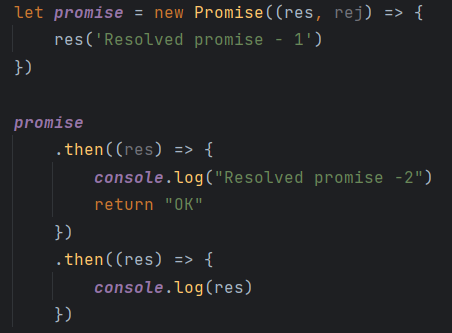 let promise = new Promise((res, rej) => {
    res('Resolved promise - 1')
})

promise
    .then((res) => {
        console.log("Resolved promise -2")
        return "OK"
    })
    .then((res) => {
        console.log(res)
    })